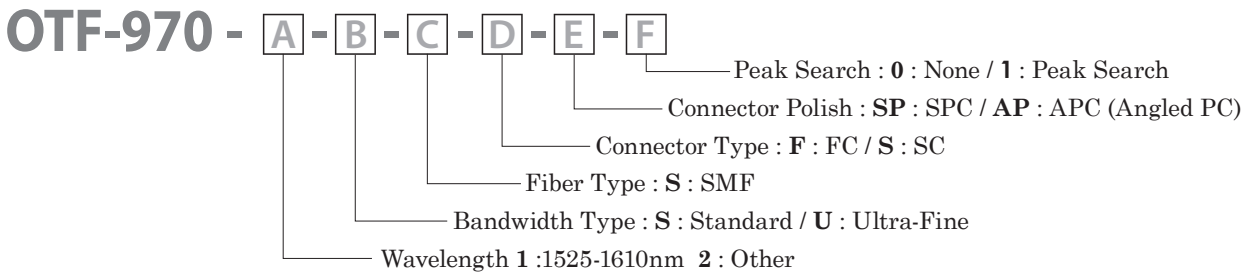 OTF-970 - A - B - C - D - E - F
Peak Search : 0 : None / 1 : Peak Search
Connector Polish : SP : SPC / AP : APC (Angled PC)
Connector Type : F : FC / S : SC
Fiber Type : S : SMF
Bandwidth Type : S : Standard / U : Ultra-Fine
Wavelength 1 :1525-1610nm 2 : Other